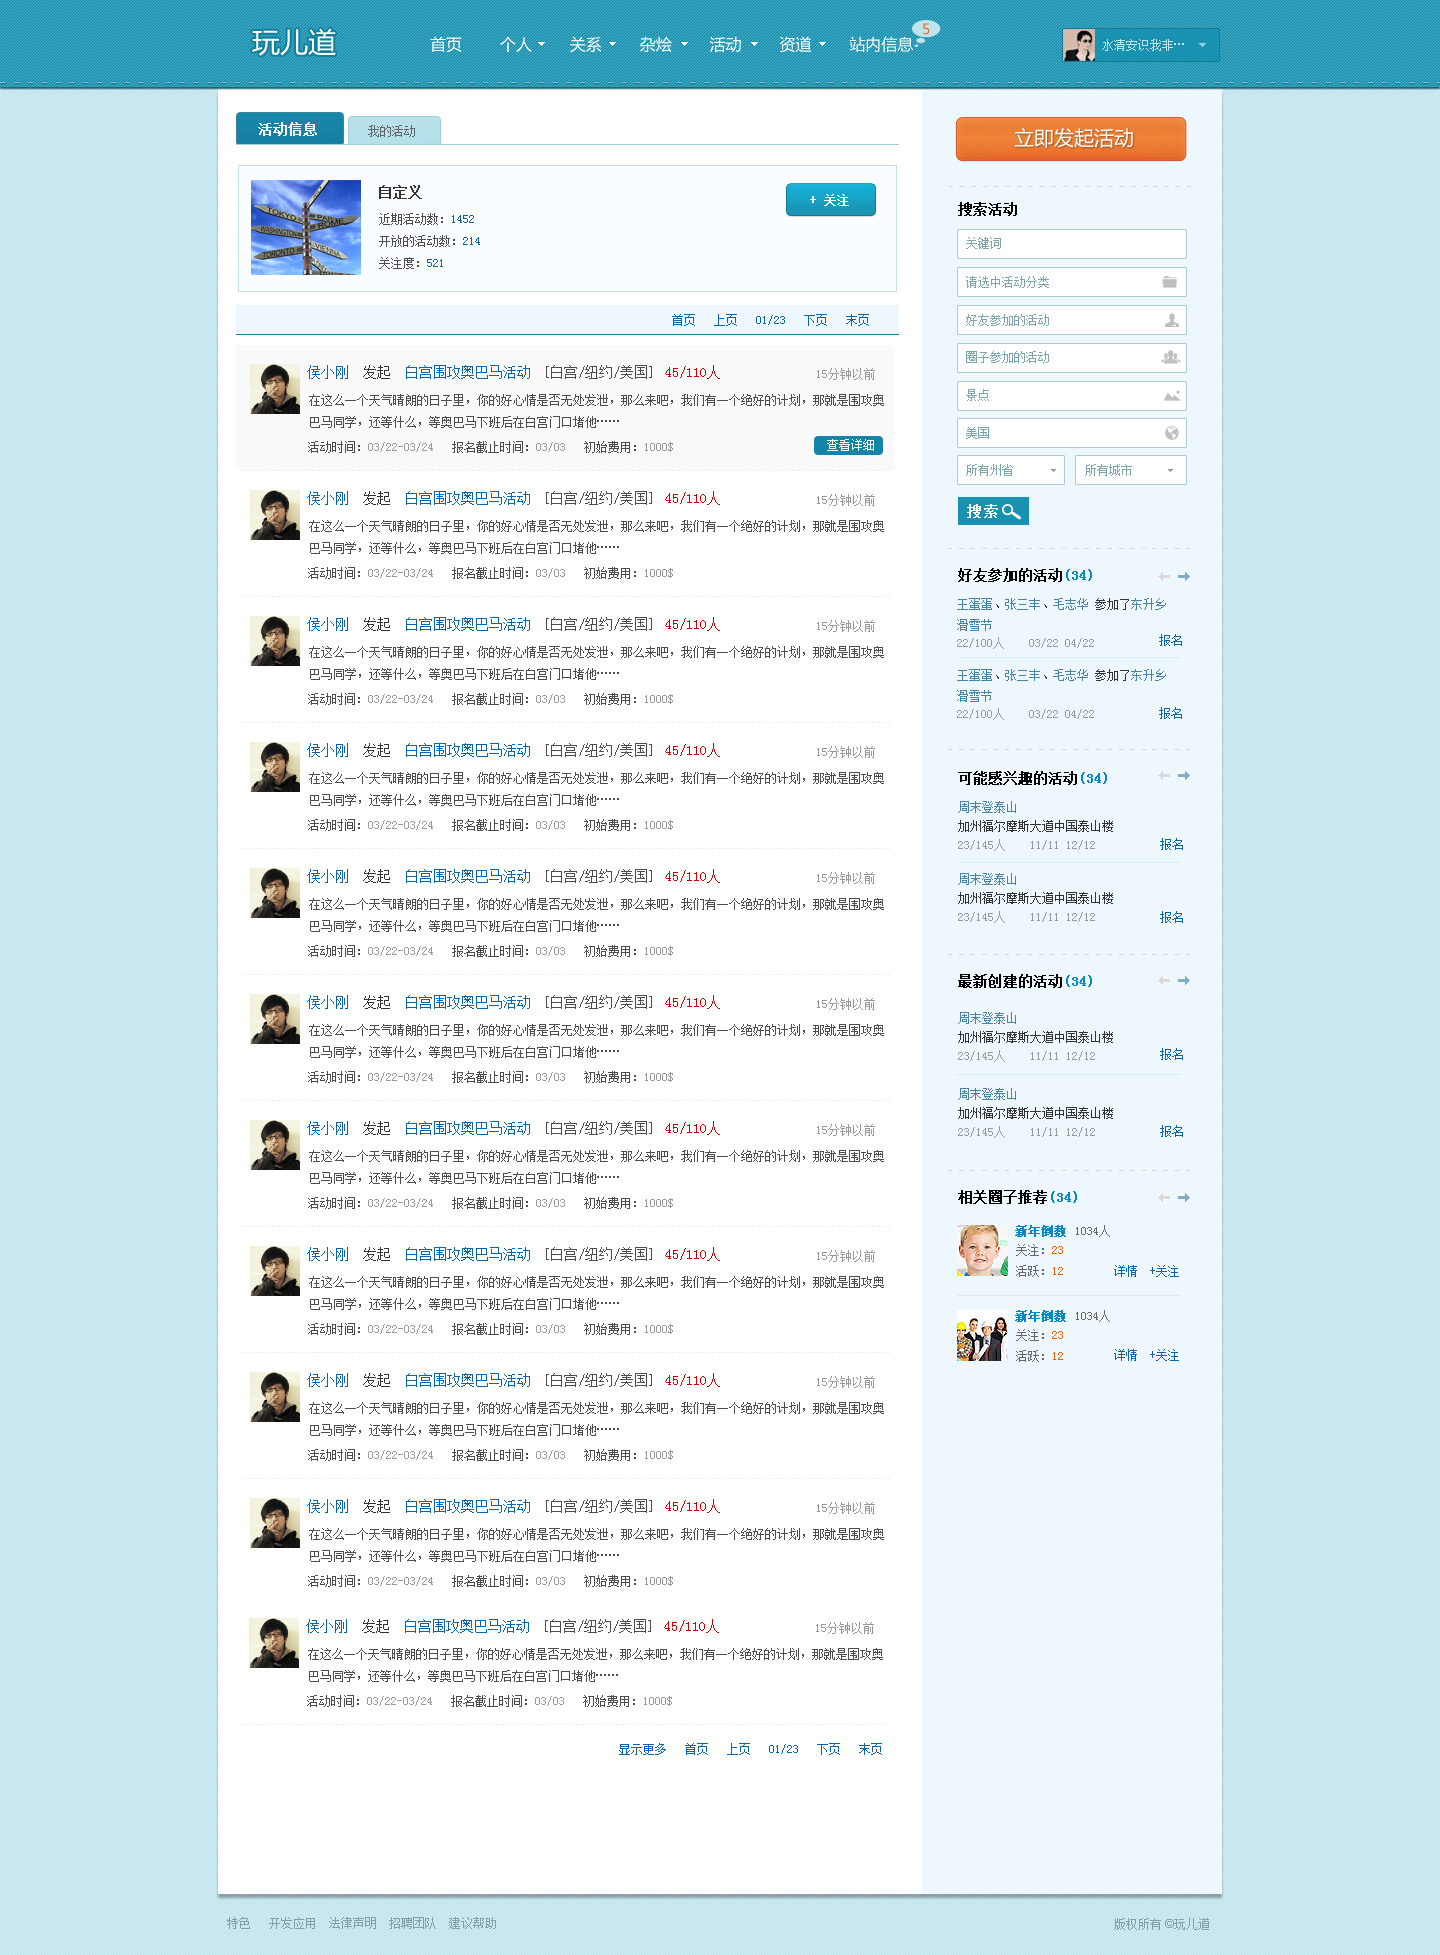 玩儿道
首页 个人 关系 杂烩 活动 资道 站内信息 5
水清安识我非…
活动信息 我的活动
自定义
+ 关注
近期活动数：1452
开放的活动数：214
关注度：521
首页 上页 01/23 下页 末页
侯小刚 发起 白宫围攻奥巴马活动 [白宫/纽约/美国] 45/110人 15分钟以前
在这么一个天气晴朗的日子里，你的好心情是否无处发泄，那么来吧，我们有一个绝好的计划，那就是围攻奥
巴马同学，还等什么，等奥巴马下班后在白宫门口堵他……
活动时间：03/22-03/24 报名截止时间：03/03 初始费用：1000$ 查看详细
侯小刚 发起 白宫围攻奥巴马活动 [白宫/纽约/美国] 45/110人 15分钟以前
在这么一个天气晴朗的日子里，你的好心情是否无处发泄，那么来吧，我们有一个绝好的计划，那就是围攻奥
巴马同学，还等什么，等奥巴马下班后在白宫门口堵他……
活动时间：03/22-03/24 报名截止时间：03/03 初始费用：1000$
侯小刚 发起 白宫围攻奥巴马活动 [白宫/纽约/美国] 45/110人 15分钟以前
在这么一个天气晴朗的日子里，你的好心情是否无处发泄，那么来吧，我们有一个绝好的计划，那就是围攻奥
巴马同学，还等什么，等奥巴马下班后在白宫门口堵他……
活动时间：03/22-03/24 报名截止时间：03/03 初始费用：1000$
侯小刚 发起 白宫围攻奥巴马活动 [白宫/纽约/美国] 45/110人 15分钟以前
在这么一个天气晴朗的日子里，你的好心情是否无处发泄，那么来吧，我们有一个绝好的计划，那就是围攻奥
巴马同学，还等什么，等奥巴马下班后在白宫门口堵他……
活动时间：03/22-03/24 报名截止时间：03/03 初始费用：1000$
侯小刚 发起 白宫围攻奥巴马活动 [白宫/纽约/美国] 45/110人 15分钟以前
在这么一个天气晴朗的日子里，你的好心情是否无处发泄，那么来吧，我们有一个绝好的计划，那就是围攻奥
巴马同学，还等什么，等奥巴马下班后在白宫门口堵他……
活动时间：03/22-03/24 报名截止时间：03/03 初始费用：1000$
侯小刚 发起 白宫围攻奥巴马活动 [白宫/纽约/美国] 45/110人 15分钟以前
在这么一个天气晴朗的日子里，你的好心情是否无处发泄，那么来吧，我们有一个绝好的计划，那就是围攻奥
巴马同学，还等什么，等奥巴马下班后在白宫门口堵他……
活动时间：03/22-03/24 报名截止时间：03/03 初始费用：1000$
侯小刚 发起 白宫围攻奥巴马活动 [白宫/纽约/美国] 45/110人 15分钟以前
在这么一个天气晴朗的日子里，你的好心情是否无处发泄，那么来吧，我们有一个绝好的计划，那就是围攻奥
巴马同学，还等什么，等奥巴马下班后在白宫门口堵他……
活动时间：03/22-03/24 报名截止时间：03/03 初始费用：1000$
侯小刚 发起 白宫围攻奥巴马活动 [白宫/纽约/美国] 45/110人 15分钟以前
在这么一个天气晴朗的日子里，你的好心情是否无处发泄，那么来吧，我们有一个绝好的计划，那就是围攻奥
巴马同学，还等什么，等奥巴马下班后在白宫门口堵他……
活动时间：03/22-03/24 报名截止时间：03/03 初始费用：1000$
侯小刚 发起 白宫围攻奥巴马活动 [白宫/纽约/美国] 45/110人 15分钟以前
在这么一个天气晴朗的日子里，你的好心情是否无处发泄，那么来吧，我们有一个绝好的计划，那就是围攻奥
巴马同学，还等什么，等奥巴马下班后在白宫门口堵他……
活动时间：03/22-03/24 报名截止时间：03/03 初始费用：1000$
侯小刚 发起 白宫围攻奥巴马活动 [白宫/纽约/美国] 45/110人 15分钟以前
在这么一个天气晴朗的日子里，你的好心情是否无处发泄，那么来吧，我们有一个绝好的计划，那就是围攻奥
巴马同学，还等什么，等奥巴马下班后在白宫门口堵他……
活动时间：03/22-03/24 报名截止时间：03/03 初始费用：1000$
侯小刚 发起 白宫围攻奥巴马活动 [白宫/纽约/美国] 45/110人 15分钟以前
在这么一个天气晴朗的日子里，你的好心情是否无处发泄，那么来吧，我们有一个绝好的计划，那就是围攻奥
巴马同学，还等什么，等奥巴马下班后在白宫门口堵他……
活动时间：03/22-03/24 报名截止时间：03/03 初始费用：1000$
显示更多 首页 上页 01/23 下页 末页
立即发起活动
搜索活动
关键词
请选中活动分类
好友参加的活动
圈子参加的活动
景点
美国
所有州省 所有城市
搜索
好友参加的活动(34)
王蛋蛋、张三丰、毛志华 参加了东升乡
滑雪节
22/100人 03/22 04/22 报名
王蛋蛋、张三丰、毛志华 参加了东升乡
滑雪节
22/100人 03/22 04/22 报名
可能感兴趣的活动(34)
周末登泰山
加州福尔摩斯大道中国泰山楼
23/145人 11/11 12/12 报名
周末登泰山
加州福尔摩斯大道中国泰山楼
23/145人 11/11 12/12 报名
最新创建的活动(34)
周末登泰山
加州福尔摩斯大道中国泰山楼
23/145人 11/11 12/12 报名
周末登泰山
加州福尔摩斯大道中国泰山楼
23/145人 11/11 12/12 报名
相关圈子推荐(34)
新年倒数 1034人
关注：23
活跃：12 详情 +关注
新年倒数 1034人
关注：23
活跃：12 详情 +关注
特色 开发应用 法律声明 招聘团队 建议帮助
版权所有 ©玩儿道